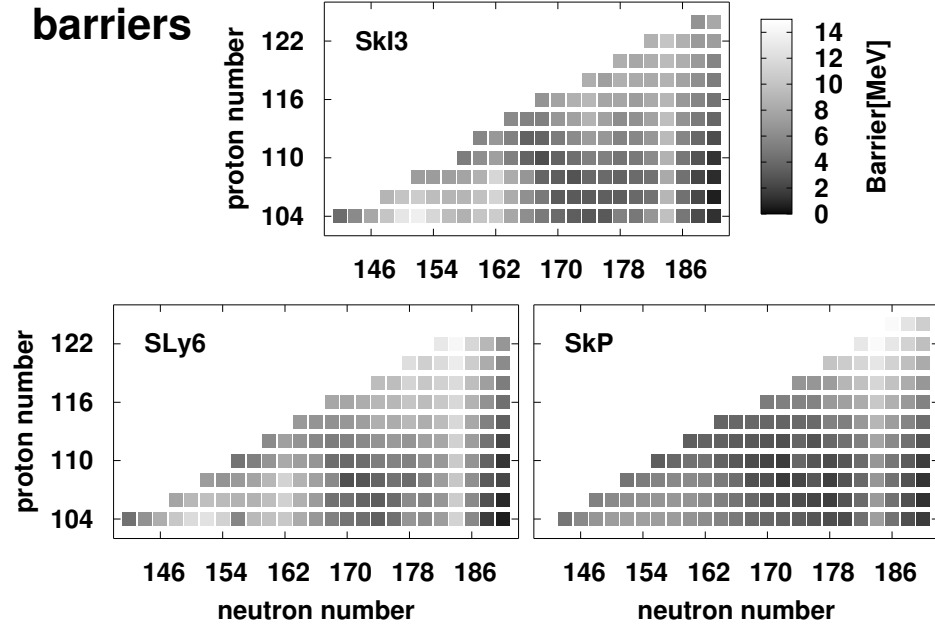 barriers
SkI3
proton number
122
116
110
104
146 154 162 170 178 186
14
12
10
8
6
4
2
0
Barrier[MeV]
SLy6
proton number
122
116
110
104
146 154 162 170 178 186
neutron number
SkP
146 154 162 170 178 186
neutron number